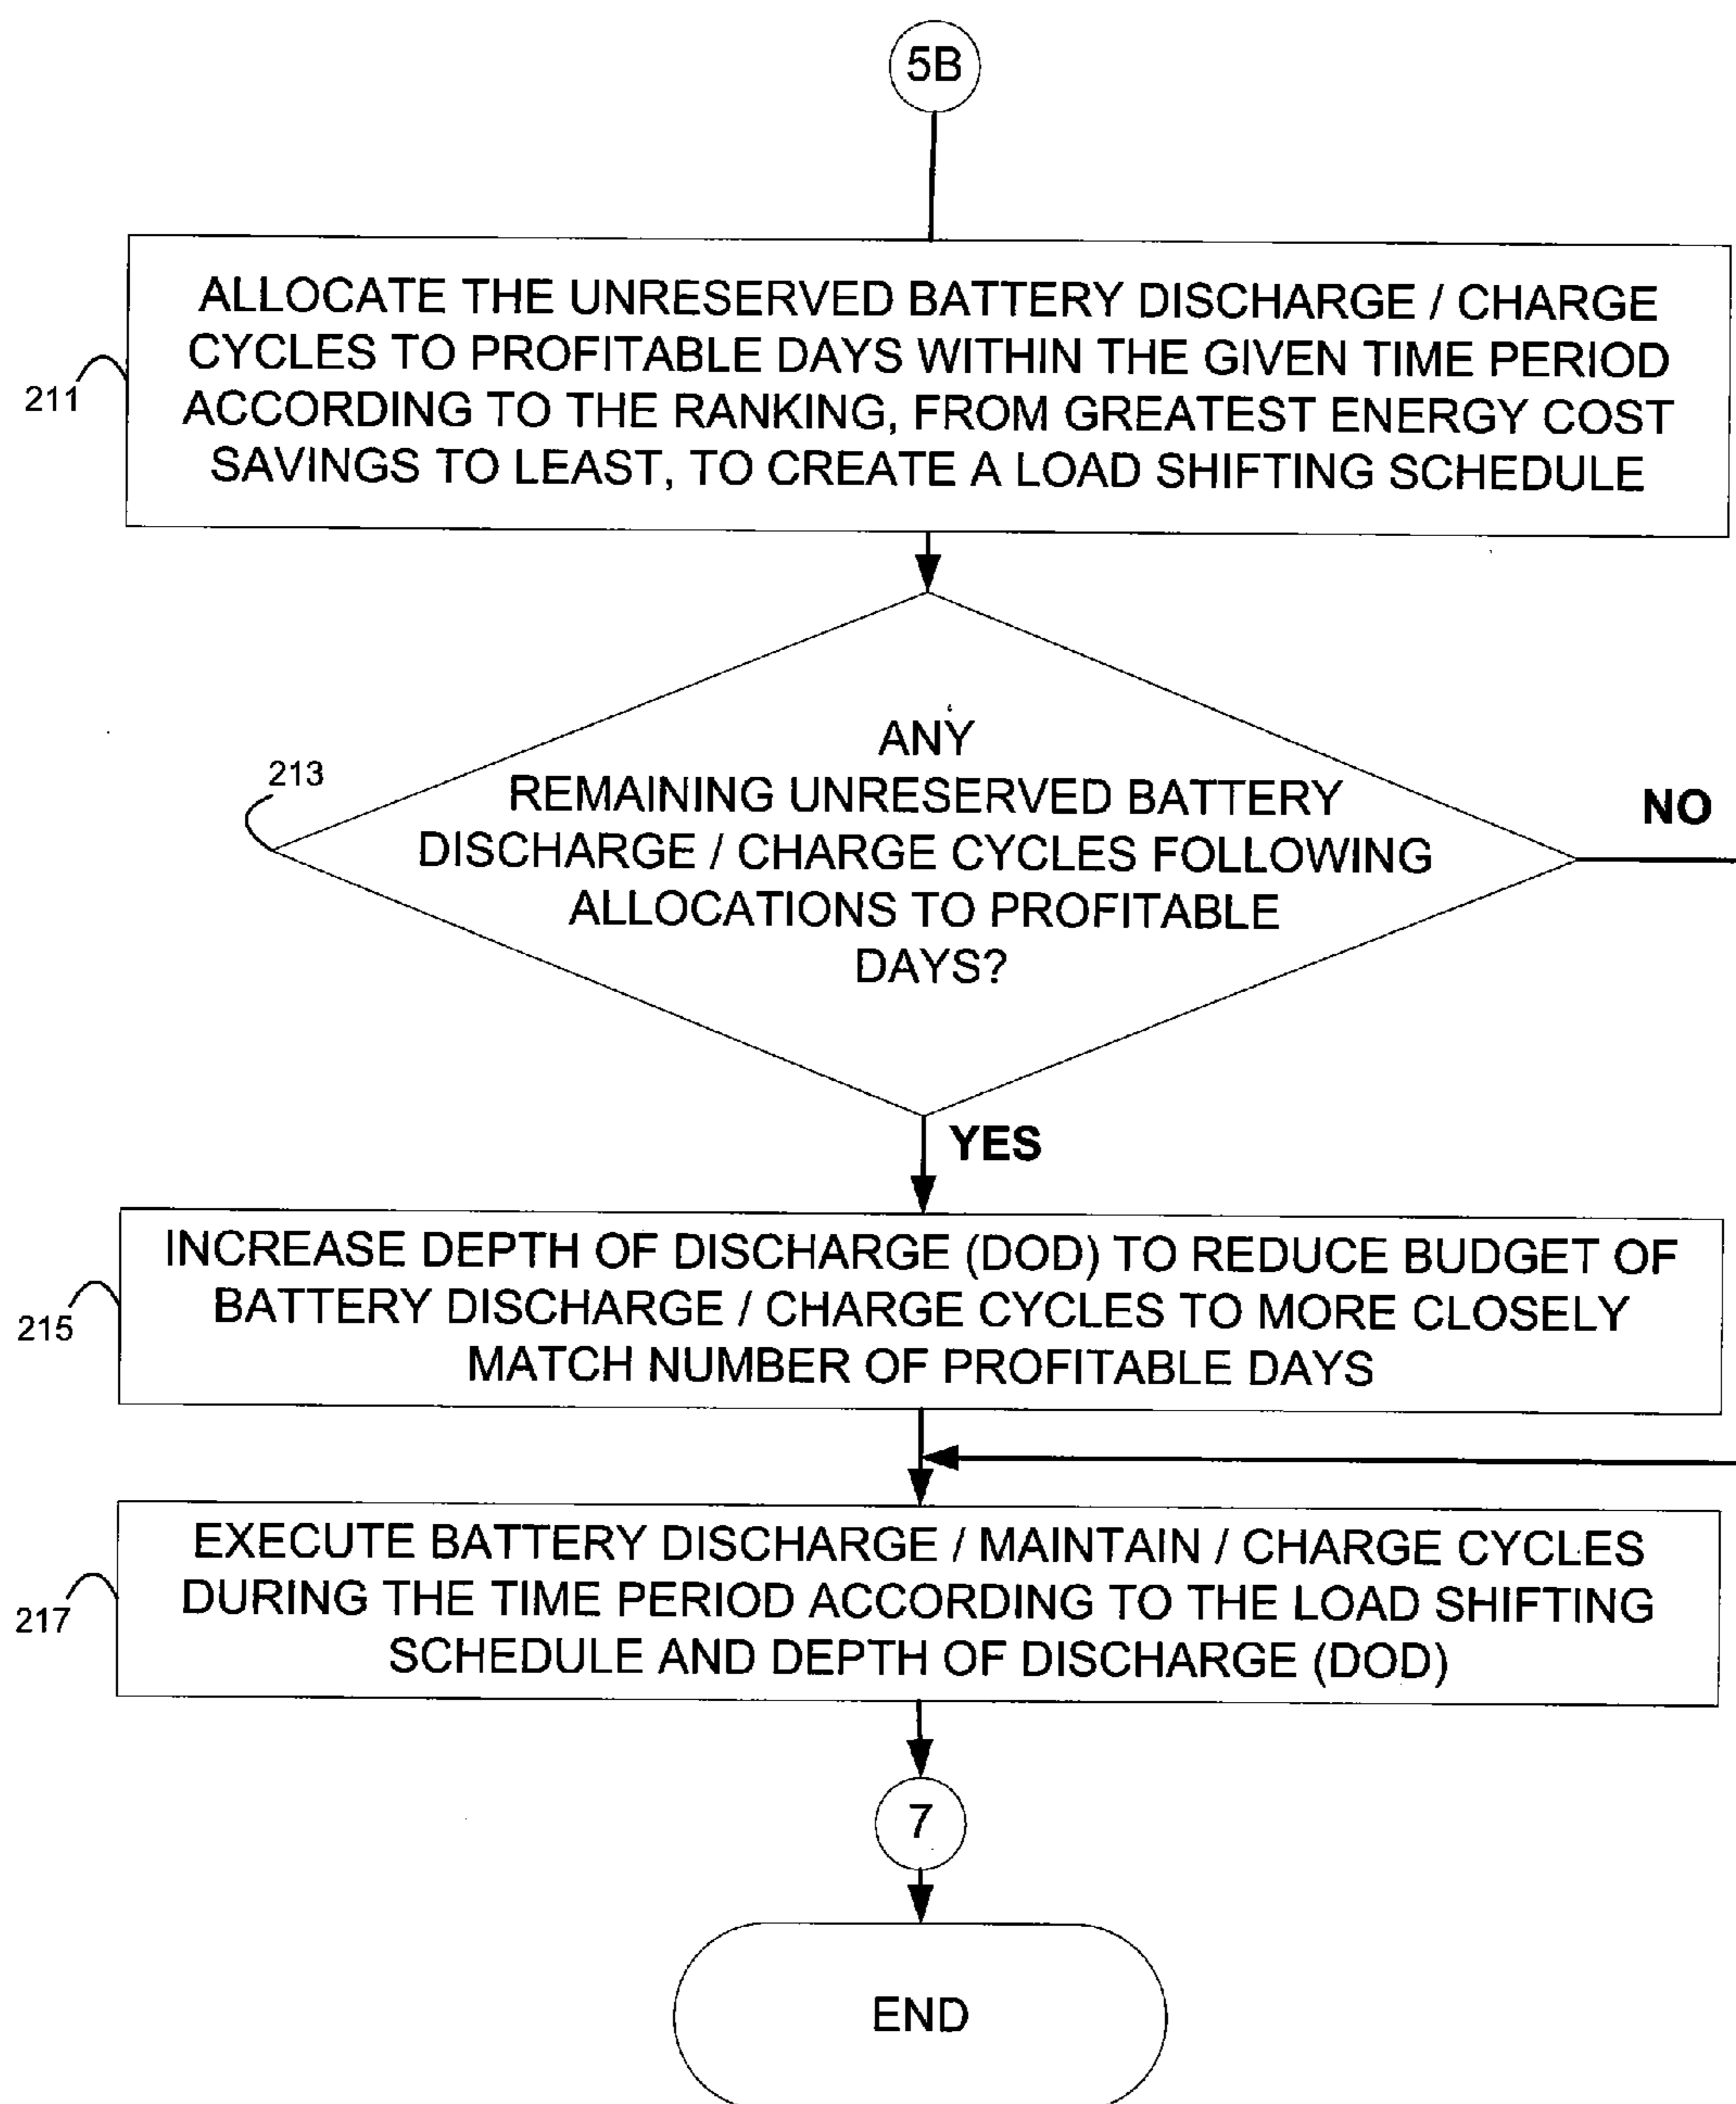 5B
ALLOCATE THE UNRESERVED BATTERY DISCHARGE / CHARGE
CYCLES TO PROFITABLE DAYS WITHIN THE GIVEN TIME PERIOD
ACCORDING TO THE RANKING, FROM GREATEST ENERGY COST
SAVINGS TO LEAST, TO CREATE A LOAD SHIFTING SCHEDULE
211
213
ANY
REMAINING UNRESERVED BATTERY
DISCHARGE / CHARGE CYCLES FOLLOWING
ALLOCATIONS TO PROFITABLE
DAYS?
NO
YES
INCREASE DEPTH OF DISCHARGE (DOD) TO REDUCE BUDGET OF
BATTERY DISCHARGE / CHARGE CYCLES TO MORE CLOSELY
MATCH NUMBER OF PROFITABLE DAYS
215
EXECUTE BATTERY DISCHARGE / MAINTAIN / CHARGE CYCLES
DURING THE TIME PERIOD ACCORDING TO THE LOAD SHIFTING
SCHEDULE AND DEPTH OF DISCHARGE (DOD)
217
7
END